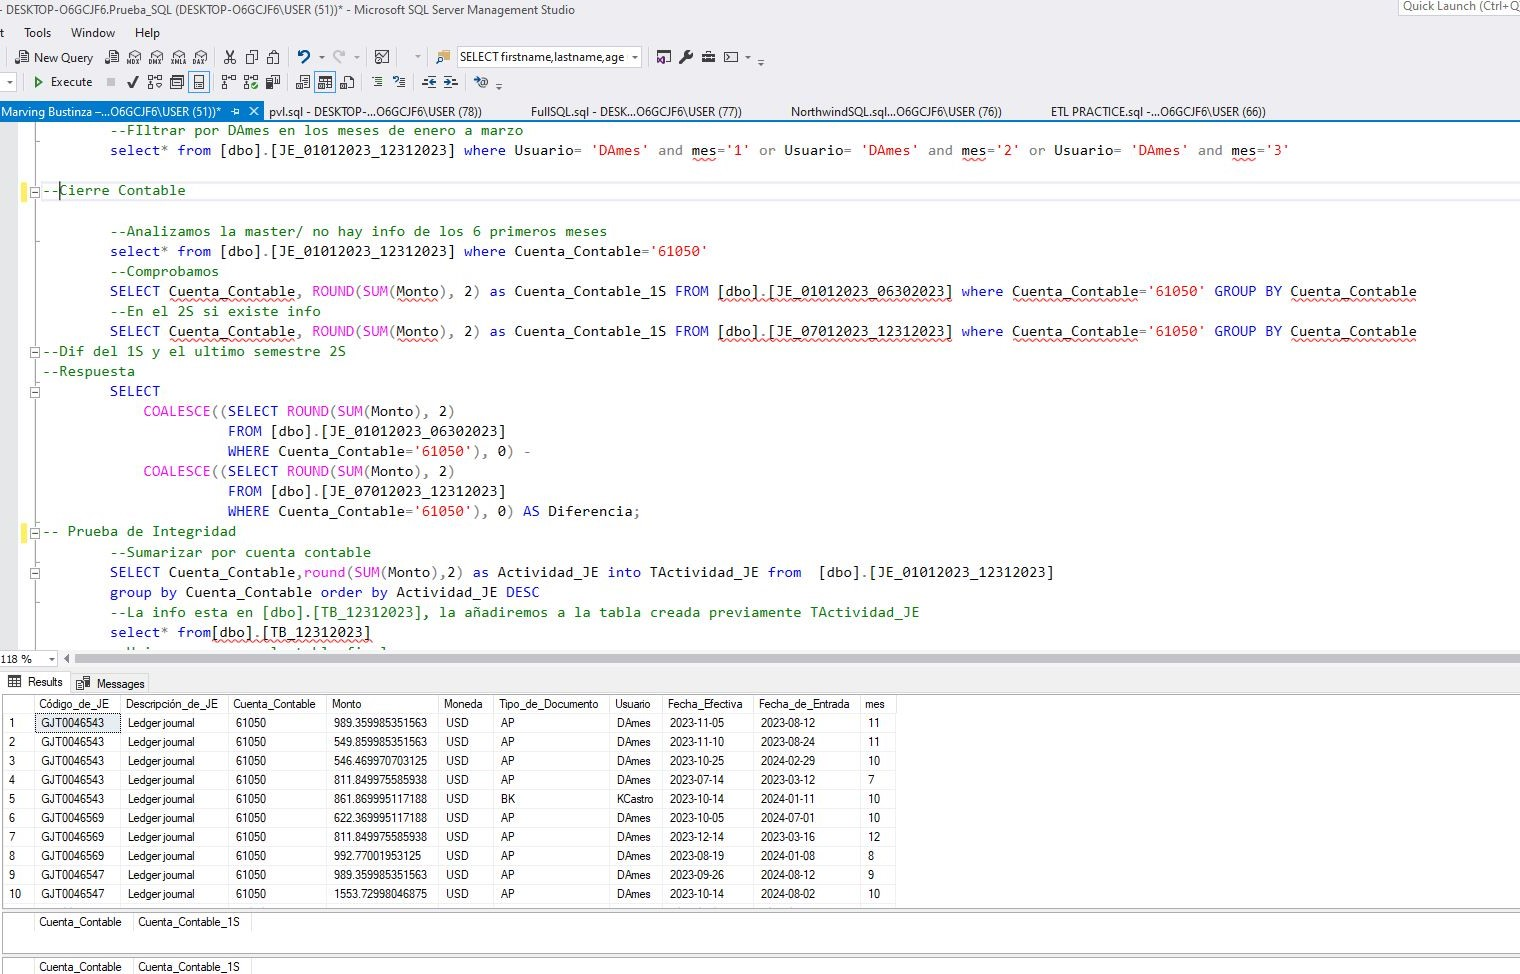 - DESKTOP-O6GCJF6.Prueba_SQL (DESKTOP-O6GCJF6\USER (51))* - Microsoft SQL Server Management Studio
Quick Launch (Ctrl+Q)
t Tools Window Help
New Query MDX DMX XMLA DAX SELECT firstname,lastname,age
Execute
Marving Bustinza –...O6GCJF6\USER (51))* pvl.sql - DESKTOP-...O6GCJF6\USER (78)) FullSQL.sql - DESK...O6GCJF6\USER (77)) NorthwindSQL.sql...O6GCJF6\USER (76)) ETL PRACTICE.sql -...O6GCJF6\USER (66))
--FIltrar por DAmes en los meses de enero a marzo
select* from [dbo].[JE_01012023_12312023] where Usuario= 'DAmes' and mes='1' or Usuario= 'DAmes' and mes='2' or Usuario= 'DAmes' and mes='3'
--Cierre Contable
--Analizamos la master/ no hay info de los 6 primeros meses
select* from [dbo].[JE_01012023_12312023] where Cuenta_Contable='61050'
--Comprobamos
SELECT Cuenta_Contable, ROUND(SUM(Monto), 2) as Cuenta_Contable_1S FROM [dbo].[JE_01012023_06302023] where Cuenta_Contable='61050' GROUP BY Cuenta_Contable
--En el 2S si existe info
SELECT Cuenta_Contable, ROUND(SUM(Monto), 2) as Cuenta_Contable_1S FROM [dbo].[JE_07012023_12312023] where Cuenta_Contable='61050' GROUP BY Cuenta_Contable
--Dif del 1S y el ultimo semestre 2S
--Respuesta
SELECT
COALESCE((SELECT ROUND(SUM(Monto), 2)
FROM [dbo].[JE_01012023_06302023]
WHERE Cuenta_Contable='61050'), 0) -
COALESCE((SELECT ROUND(SUM(Monto), 2)
FROM [dbo].[JE_07012023_12312023]
WHERE Cuenta_Contable='61050'), 0) AS Diferencia;
-- Prueba de Integridad
--Sumarizar por cuenta contable
SELECT Cuenta_Contable,round(SUM(Monto),2) as Actividad_JE into TActividad_JE from [dbo].[JE_01012023_12312023]
group by Cuenta_Contable order by Actividad_JE DESC
--La info esta en [dbo].[TB_12312023], la añadiremos a la tabla creada previamente TActividad_JE
select* from[dbo].[TB_12312023]
118 %
Results Messages
Código_de_JE Descripción_de_JE Cuenta_Contable Monto Moneda Tipo_de_Documento Usuario Fecha_Efectiva Fecha_de_Entrada mes
1 GJT0046543 Ledger journal 61050 989.359985351563 USD AP DAmes 2023-11-05 2023-08-12 11
2 GJT0046543 Ledger journal 61050 549.859985351563 USD AP DAmes 2023-11-10 2023-08-24 11
3 GJT0046543 Ledger journal 61050 546.469970703125 USD AP DAmes 2023-10-25 2024-02-29 10
4 GJT0046543 Ledger journal 61050 811.849975585938 USD AP DAmes 2023-07-14 2023-03-12 7
5 GJT0046543 Ledger journal 61050 861.869995117188 USD BK KCastro 2023-10-14 2024-01-11 10
6 GJT0046569 Ledger journal 61050 622.369995117188 USD AP DAmes 2023-10-05 2024-07-01 10
7 GJT0046569 Ledger journal 61050 811.849975585938 USD AP DAmes 2023-12-14 2023-03-16 12
8 GJT0046569 Ledger journal 61050 992.77001953125 USD AP DAmes 2023-08-19 2024-01-08 8
9 GJT0046547 Ledger journal 61050 989.359985351563 USD AP DAmes 2023-09-26 2024-08-12 9
10 GJT0046547 Ledger journal 61050 1553.72998046875 USD AP DAmes 2023-10-14 2024-08-02 10
Cuenta_Contable Cuenta_Contable_1S
Cuenta_Contable Cuenta_Contable_1S